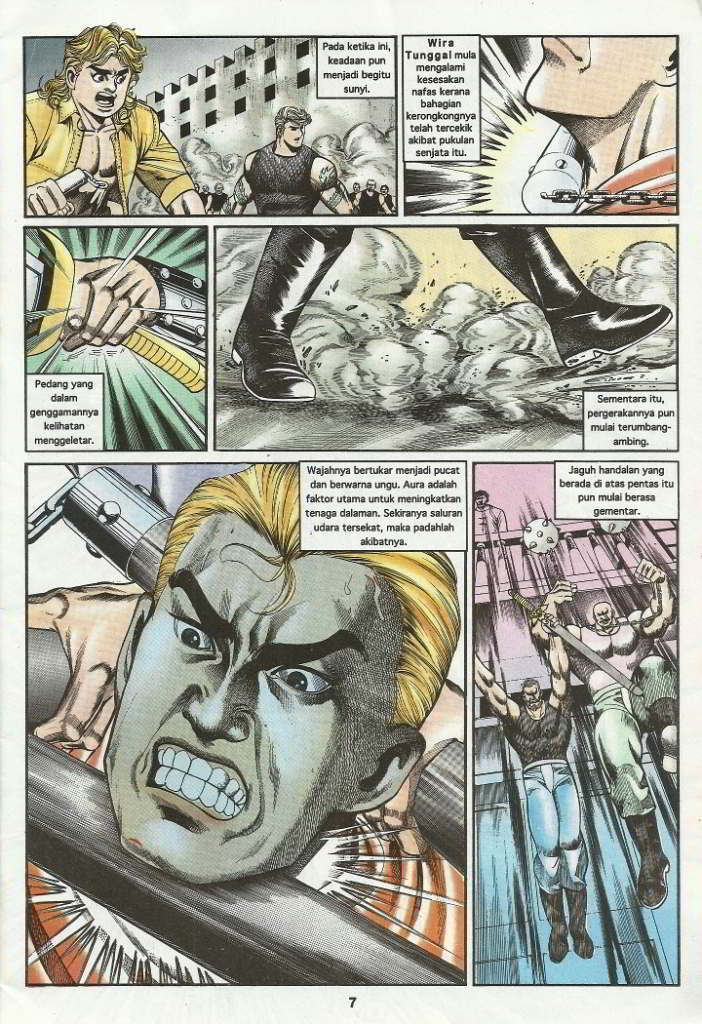 Pada ketika ini,
keadaan pun
menjadi begitu
sunyi.
Wira
Tunggal mula
mengalami
kesesakan
nafas kerana
bahagian
kerongkongnya
telah tercekik
akibat pukulan
senjata itu.
Pedang yang
dalam
genggamannya
kelihatan
menggeletar.
Sementara itu,
pergerakannya pun
mulai terumbang-
ambing.
Wajahnya bertukar menjadi pucat
dan berwarna ungu. Aura adalah
faktor utama untuk meningkatkan
tenaga dalaman. Sekiranya saluran
udara tersekat, maka padahlah
akibatnya.
Jaguh handalan yang
berada di atas pentas itu
pun mulai berasa
gementar.
7